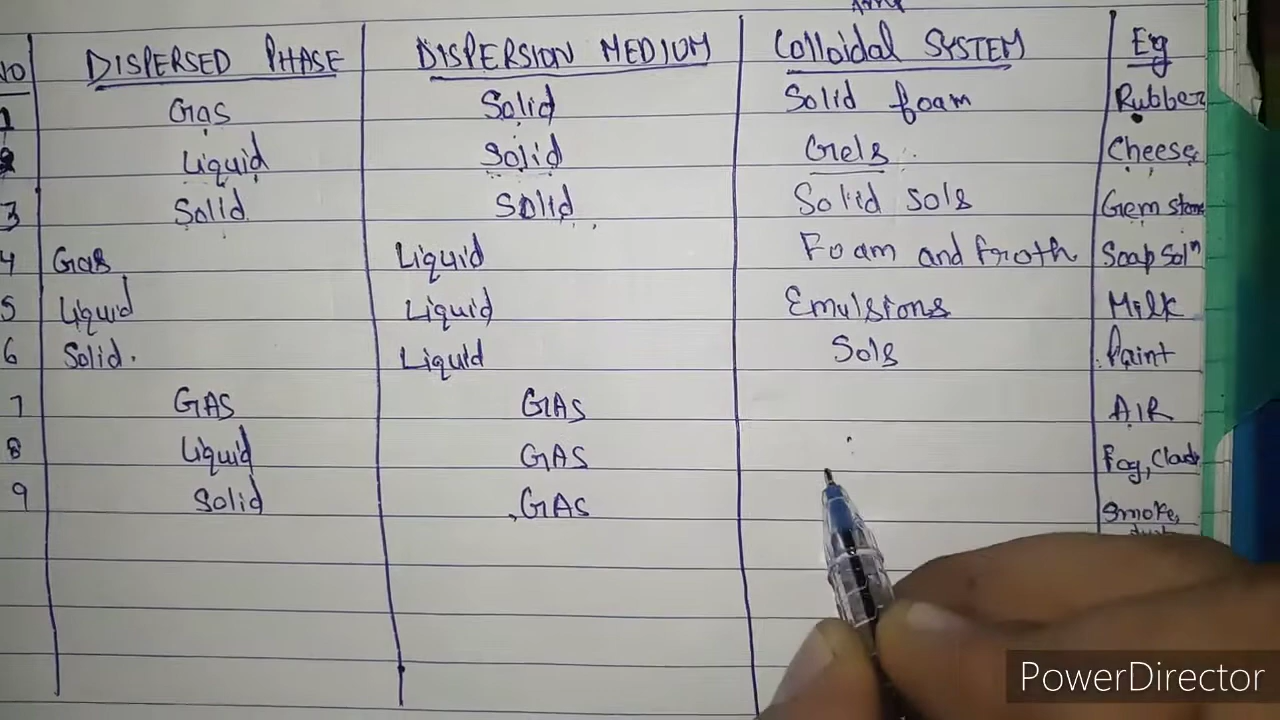 NO DISPERSED PHASE DISPERSION MEDIUM Colloidal SYSTEM Eg
1 Gas Solid Solid foam Rubber
2 Liquid Solid Gels Cheese
3 Solid Solid Solid sols Gem stone
4 Gas Liquid Foam and froth Soap Solⁿ
5 Liquid Liquid Emulsions Milk
6 Solid. Liquid Sols Paint
7 GAS GAS AIR
8 Liquid GAS Fog,
9 Solid GAS Smoke,
dust
PowerDirector